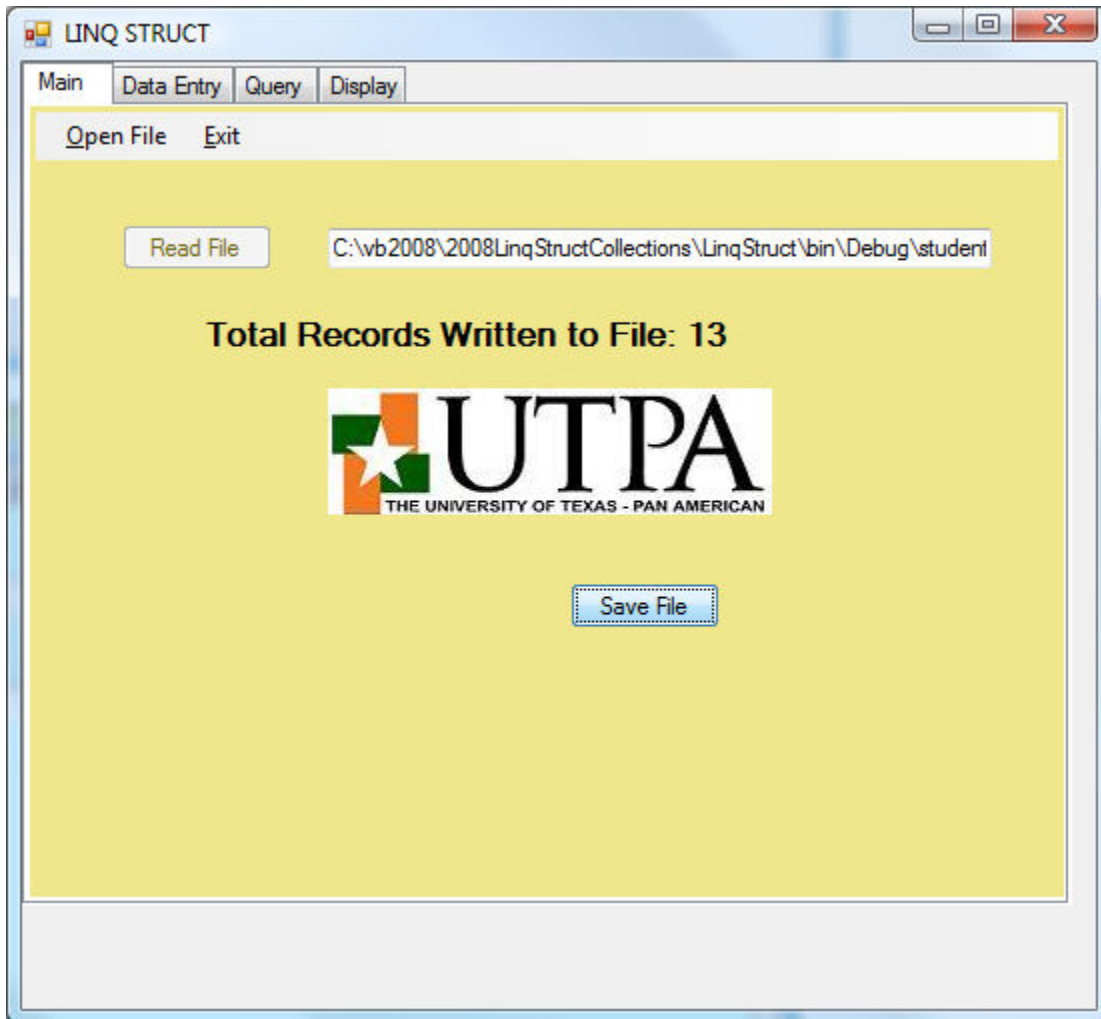 LINQ STRUCT
Main Data Entry Query Display
Open File Exit
Read File C:\vb2008\2008LinqStructCollections\LinqStruct\bin\Debug\student
Total Records Written to File: 13
UTPA
THE UNIVERSITY OF TEXAS - PAN AMERICAN
Save File